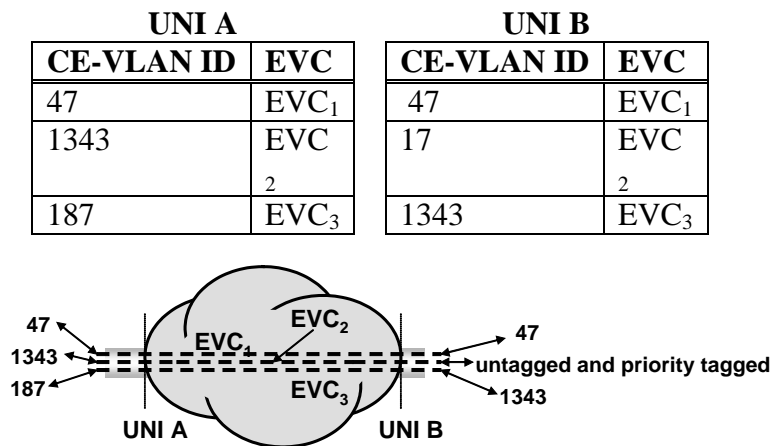 UNI A UNI B
CE-VLAN ID EVC CE-VLAN ID EVC
47 EVC1 47 EVC1
1343 EVC 17 EVC
2 2
187 EVC3 1343 EVC3
47 EVC1 EVC2 47
1343 untagged and priority tagged
187 EVC3 1343
UNI A UNI B